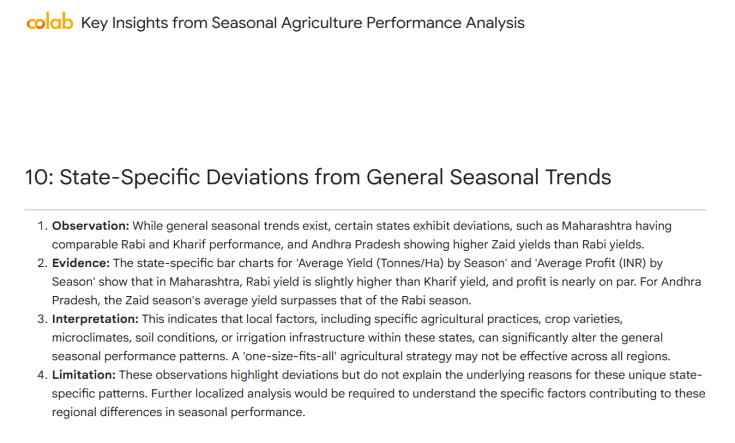 colab Key Insights from Seasonal Agriculture Performance Analysis
10: State-Specific Deviations from General Seasonal Trends
1. Observation: While general seasonal trends exist, certain states exhibit deviations, such as Maharashtra having
comparable Rabi and Kharif performance, and Andhra Pradesh showing higher Zaid yields than Rabi yields.
2. Evidence: The state-specific bar charts for 'Average Yield (Tonnes/Ha) by Season' and 'Average Profit (INR) by
Season' show that in Maharashtra, Rabi yield is slightly higher than Kharif yield, and profit is nearly on par. For Andhra
Pradesh, the Zaid season's average yield surpasses that of the Rabi season.
3. Interpretation: This indicates that local factors, including specific agricultural practices, crop varieties,
microclimates, soil conditions, or irrigation infrastructure within these states, can significantly alter the general
seasonal performance patterns. A 'one-size-fits-all' agricultural strategy may not be effective across all regions.
4. Limitation: These observations highlight deviations but do not explain the underlying reasons for these unique state-
specific patterns. Further localized analysis would be required to understand the specific factors contributing to these
regional differences in seasonal performance.